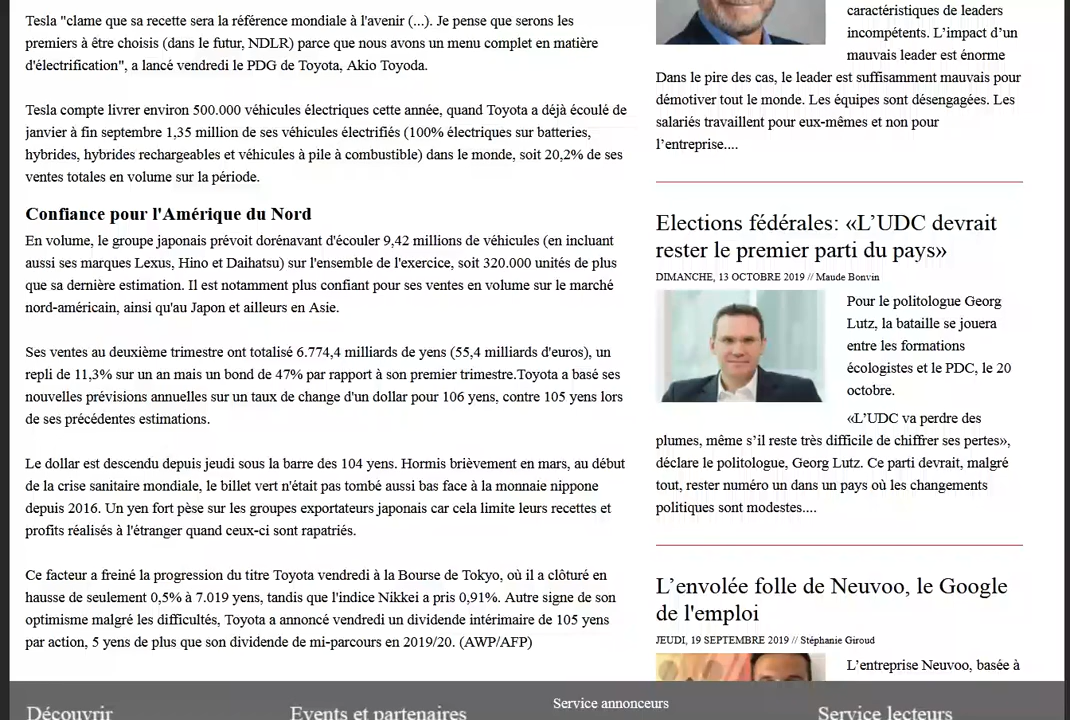 Tesla "clame que sa recette sera la référence mondiale à l'avenir (...). Je pense que serons les
premiers à être choisis (dans le futur, NDLR) parce que nous avons un menu complet en matière
d'électrification", a lancé vendredi le PDG de Toyota, Akio Toyoda.
Tesla compte livrer environ 500.000 véhicules électriques cette année, quand Toyota a déjà écoulé de
janvier à fin septembre 1,35 million de ses véhicules électrifiés (100% électriques sur batteries,
hybrides, hybrides rechargeables et véhicules à pile à combustible) dans le monde, soit 20,2% de ses
ventes totales en volume sur la période.
Confiance pour l'Amérique du Nord
En volume, le groupe japonais prévoit dorénavant d'écouler 9,42 millions de véhicules (en incluant
aussi ses marques Lexus, Hino et Daihatsu) sur l'ensemble de l'exercice, soit 320.000 unités de plus
que sa dernière estimation. Il est notamment plus confiant pour ses ventes en volume sur le marché
nord-américain, ainsi qu'au Japon et ailleurs en Asie.
Ses ventes au deuxième trimestre ont totalisé 6.774,4 milliards de yens (55,4 milliards d'euros), un
repli de 11,3% sur un an mais un bond de 47% par rapport à son premier trimestre.Toyota a basé ses
nouvelles prévisions annuelles sur un taux de change d'un dollar pour 106 yens, contre 105 yens lors
de ses précédentes estimations.
Le dollar est descendu depuis jeudi sous la barre des 104 yens. Hormis brièvement en mars, au début
de la crise sanitaire mondiale, le billet vert n'était pas tombé aussi bas face à la monnaie nippone
depuis 2016. Un yen fort pèse sur les groupes exportateurs japonais car cela limite leurs recettes et
profits réalisés à l'étranger quand ceux-ci sont rapatriés.
Ce facteur a freiné la progression du titre Toyota vendredi à la Bourse de Tokyo, où il a clôturé en
hausse de seulement 0,5% à 7.019 yens, tandis que l'indice Nikkei a pris 0,91%. Autre signe de son
optimisme malgré les difficultés, Toyota a annoncé vendredi un dividende intérimaire de 105 yens
par action, 5 yens de plus que son dividende de mi-parcours en 2019/20. (AWP/AFP)
caractéristiques de leaders
incompétents. L'impact d'un
mauvais leader est énorme
Dans le pire des cas, le leader est suffisamment mauvais pour
démotiver tout le monde. Les équipes sont désengagées. Les
salariés travaillent pour eux-mêmes et non pour
l'entreprise....
Elections fédérales: «L'UDC devrait
rester le premier parti du pays»
DIMANCHE, 13 OCTOBRE 2019 // Maude Bonvin
Pour le politologue Georg
Lutz, la bataille se jouera
entre les formations
écologistes et le PDC, le 20
octobre.
«L'UDC va perdre des
plumes, même s'il reste très difficile de chiffrer ses pertes»,
déclare le politologue, Georg Lutz. Ce parti devrait, malgré
tout, rester numéro un dans un pays où les changements
politiques sont modestes....
L'envolée folle de Neuvoo, le Google
de l'emploi
JEUDI, 19 SEPTEMBRE 2019 // Stéphanie Giroud
L'entreprise Neuvoo, basée à
Découvrir
Events et partenaires
Service annonceurs
Service lecteurs